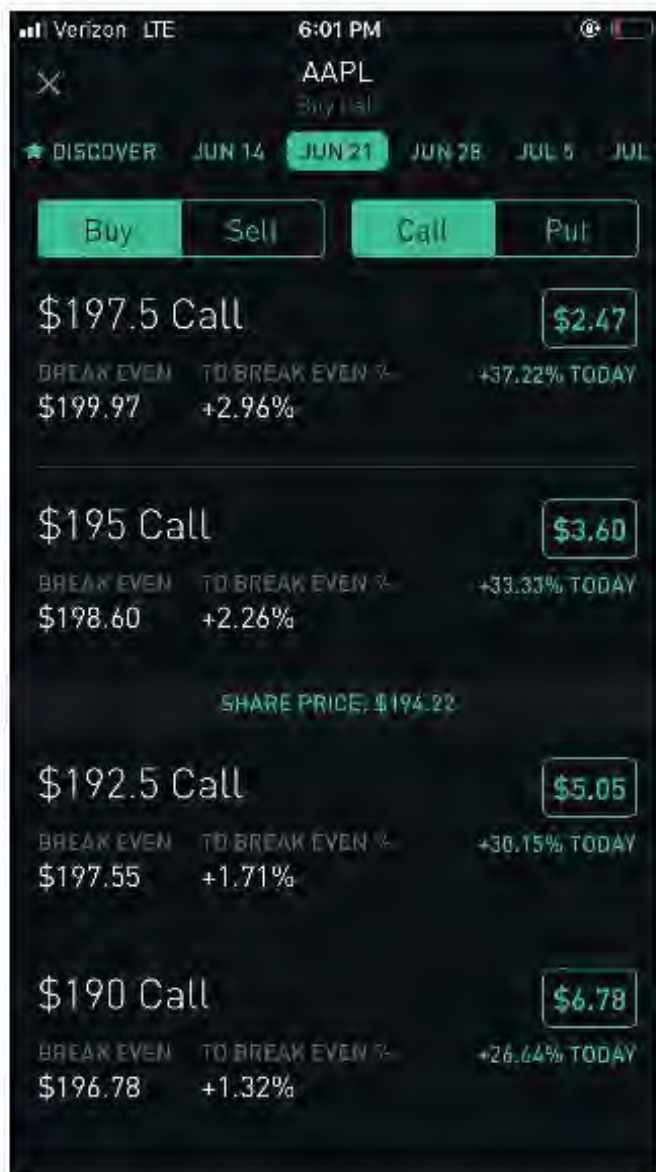 Verizon LTE 6:01 PM
AAPL
Buy Call
DISCOVER JUN 14 JUN 21 JUN 28 JUL 5 JUL
Buy Sell Call Put
$197.5 Call $2.47
BREAK EVEN TO BREAK EVEN % +37.22% TODAY
$199.97 +2.96%
$195 Call $3.60
BREAK EVEN TO BREAK EVEN % +33.33% TODAY
$198.60 +2.26%
SHARE PRICE: $194.22
$192.5 Call $5.05
BREAK EVEN TO BREAK EVEN % +30.15% TODAY
$197.55 +1.71%
$190 Call $6.78
BREAK EVEN TO BREAK EVEN % +26.64% TODAY
$196.78 +1.32%